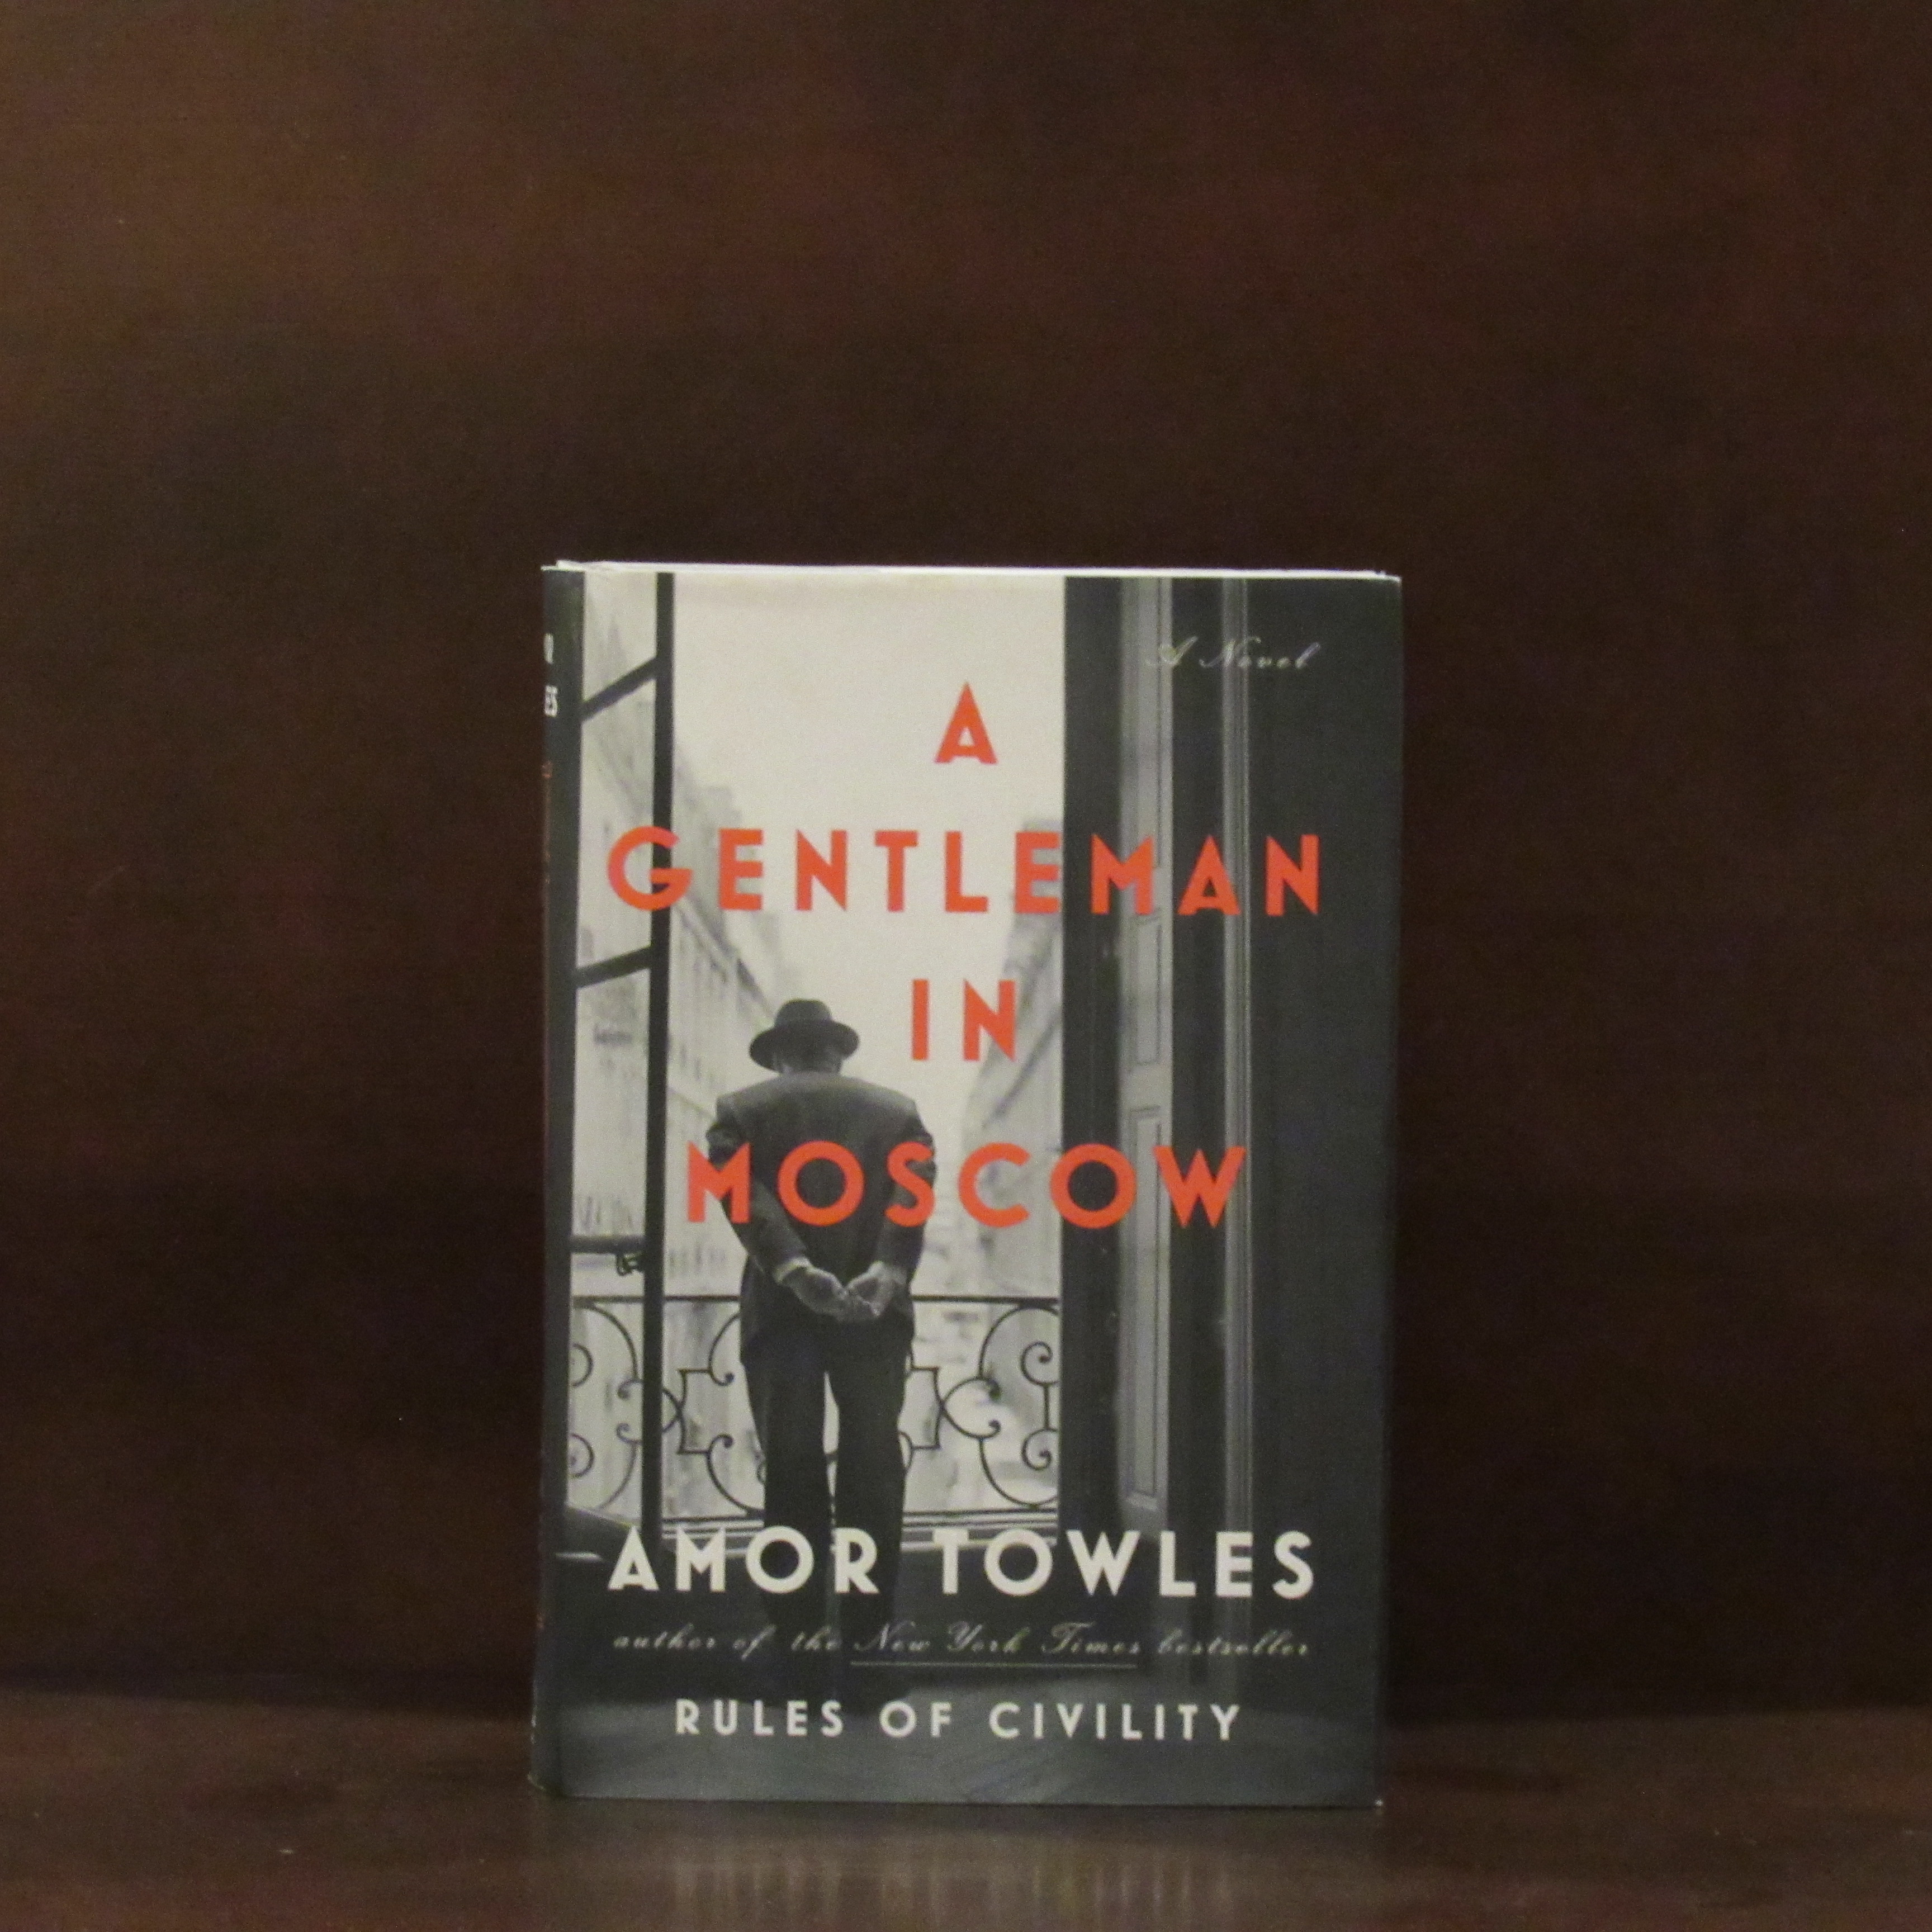 A Novel
A
GENTLEMAN
IN
MOSCOW
AMOR TOWLES
author of the New York Times bestseller
RULES OF CIVILITY